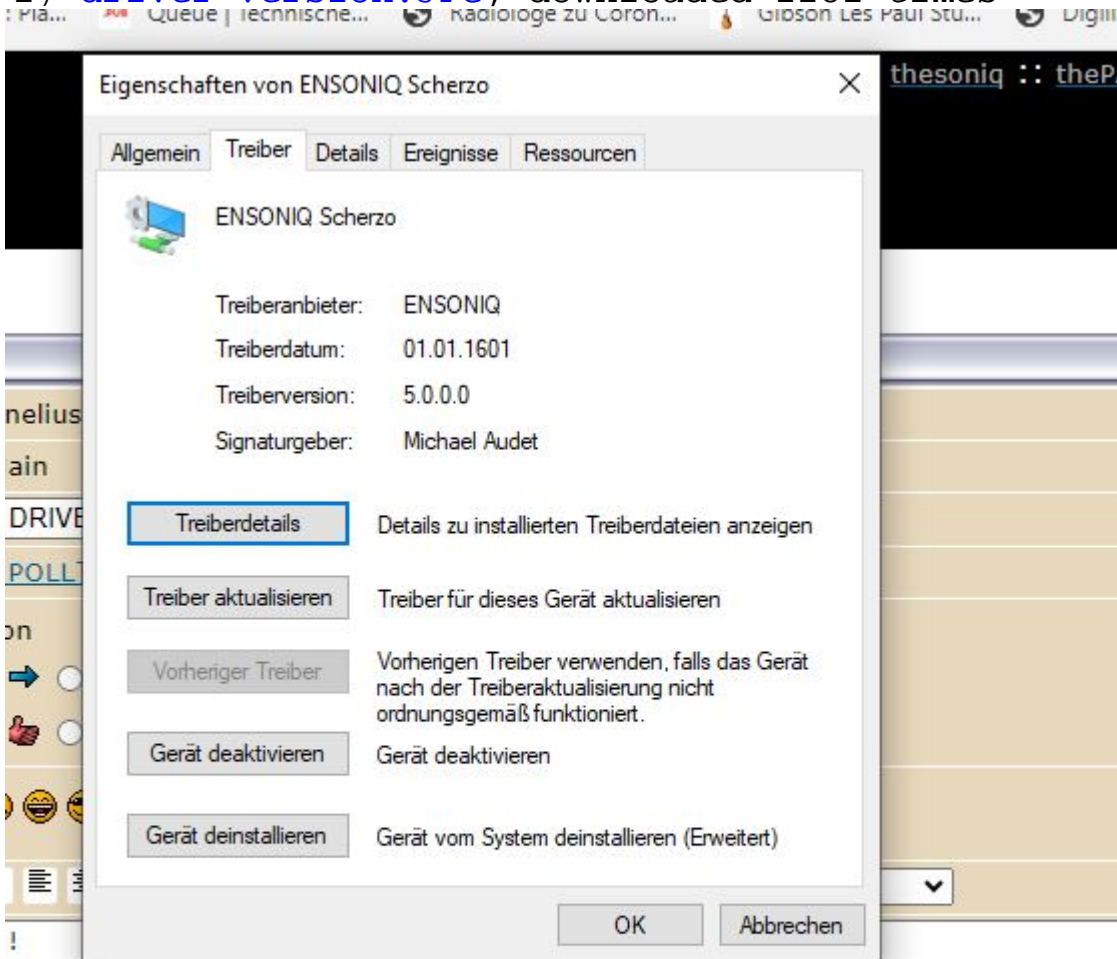 : Pla... Queue | Technische... Radiologe zu Coron... Gibson Les Paul Stu...
thesoniq :: theP
Eigenschaften von ENSONIQ Scherzo
Allgemein Treiber Details Ereignisse Ressourcen
ENSONIQ Scherzo
Treiberanbieter: ENSONIQ
Treiberdatum: 01.01.1601
Treiberversion: 5.0.0.0
Signaturgeber: Michael Audet
nelius
ain
DRIVE
POLL
on
Treiberdetails Details zu installierten Treiberdateien anzeigen
Treiber aktualisieren Treiber für dieses Gerät aktualisieren
Vorheriger Treiber Vorherigen Treiber verwenden, falls das Gerät
nach der Treiberaktualisierung nicht
ordnungsgemäß funktioniert.
Gerät deaktivieren Gerät deaktivieren
Gerät deinstallieren Gerät vom System deinstallieren (Erweitert)
OK Abbrechen
!